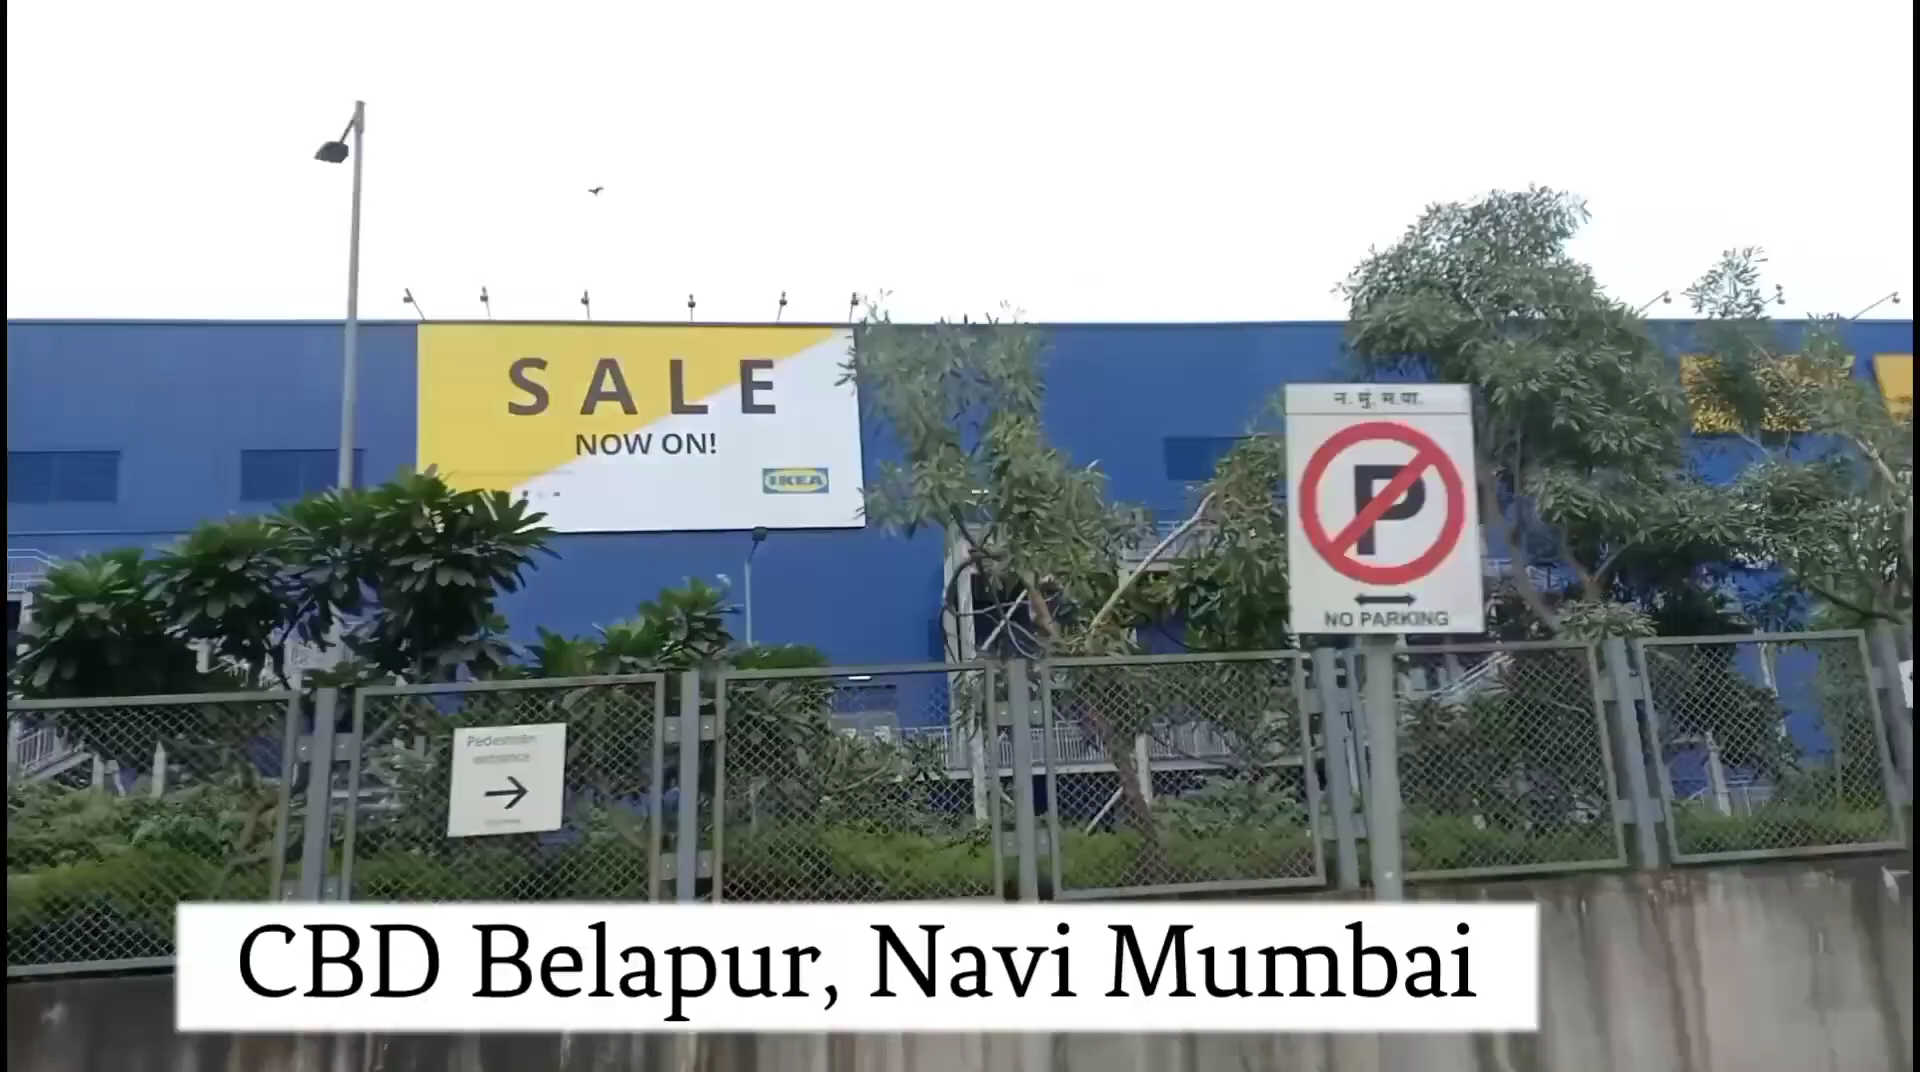 SALE
NOW ON!
IKEA
न. मुं. म. पा.
P
NO PARKING
Pedestrian
entrance
CBD Belapur, Navi Mumbai